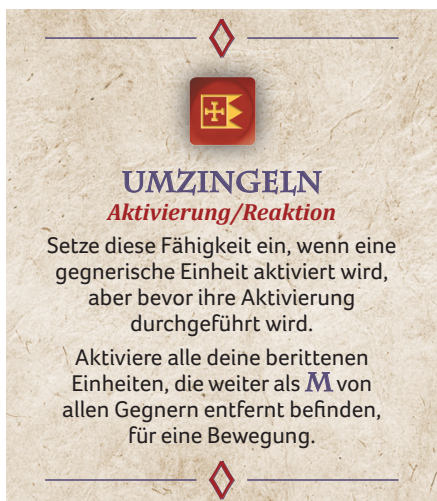 UMZINGELN
Aktivierung/Reaktion
Setze diese Fähigkeit ein, wenn eine
gegnerische Einheit aktiviert wird,
aber bevor ihre Aktivierung
durchgeführt wird.
Aktiviere alle deine berittenen
Einheiten, die weiter als M von
allen Gegnern entfernt befinden,
für eine Bewegung.